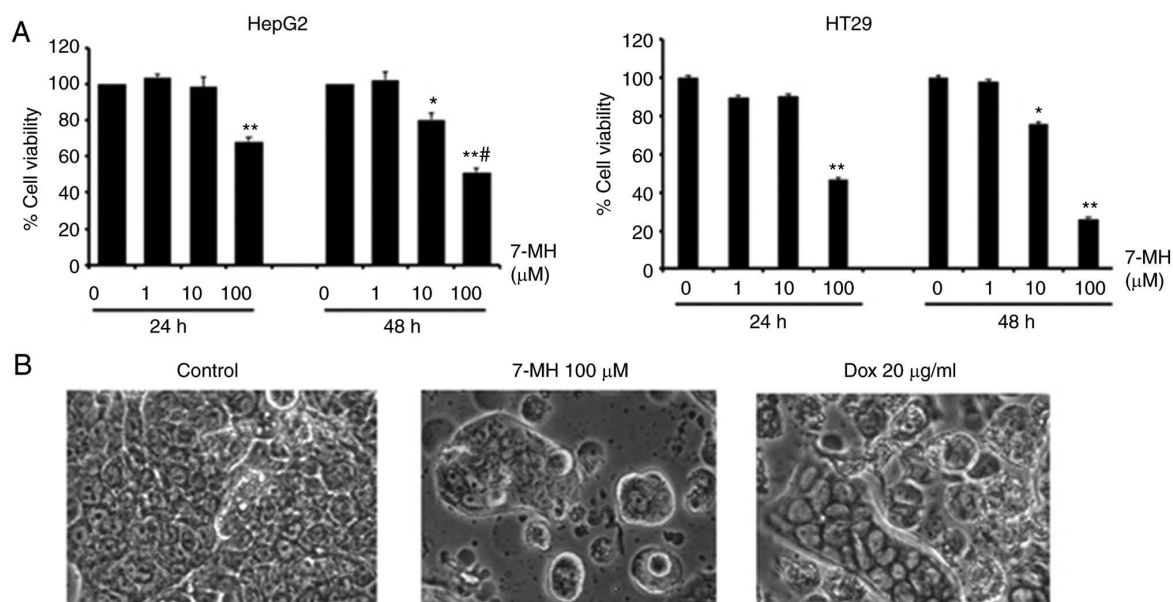 A
HepG2
% Cell viability
120
100
80
60
40
20
0
**
*
**#
0 1 10 100 0 1 10 100
7-MH
(μM)
24 h 48 h
HT29
% Cell viability
120
100
80
60
40
20
0
**
*
**
0 1 10 100 0 1 10 100
7-MH
(μM)
24 h 48 h
B
Control 7-MH 100 μM Dox 20 μg/ml